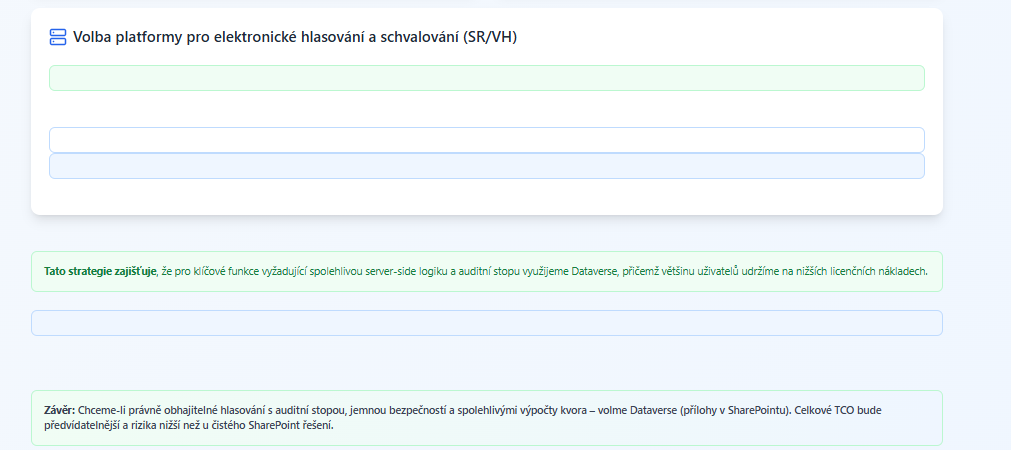 Volba platformy pro elektronické hlasování a schvalování (SR/VH)
Tato strategie zajišťuje, že pro klíčové funkce vyžadující spolehlivou server-side logiku a auditní stopu využijeme Dataverse, přičemž většinu uživatelů udržíme na nižších licenčních nákladech.
Závěr: Chceme-li právně obhajitelné hlasování s auditní stopou, jemnou bezpečností a spolehlivými výpočty kvora – volme Dataverse (přílohy v SharePointu). Celkové TCO bude
předvídatelnější a rizika nižší než u čistého SharePoint řešení.